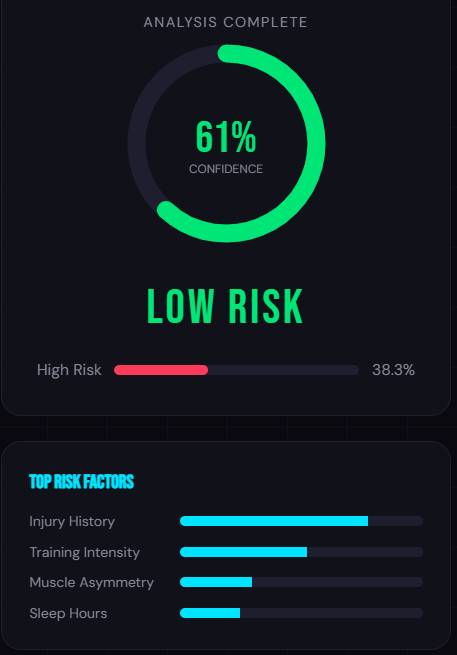 ANALYSIS COMPLETE
61%
CONFIDENCE
LOW RISK
High Risk 38.3%
TOP RISK FACTORS
Injury History
Training Intensity
Muscle Asymmetry
Sleep Hours